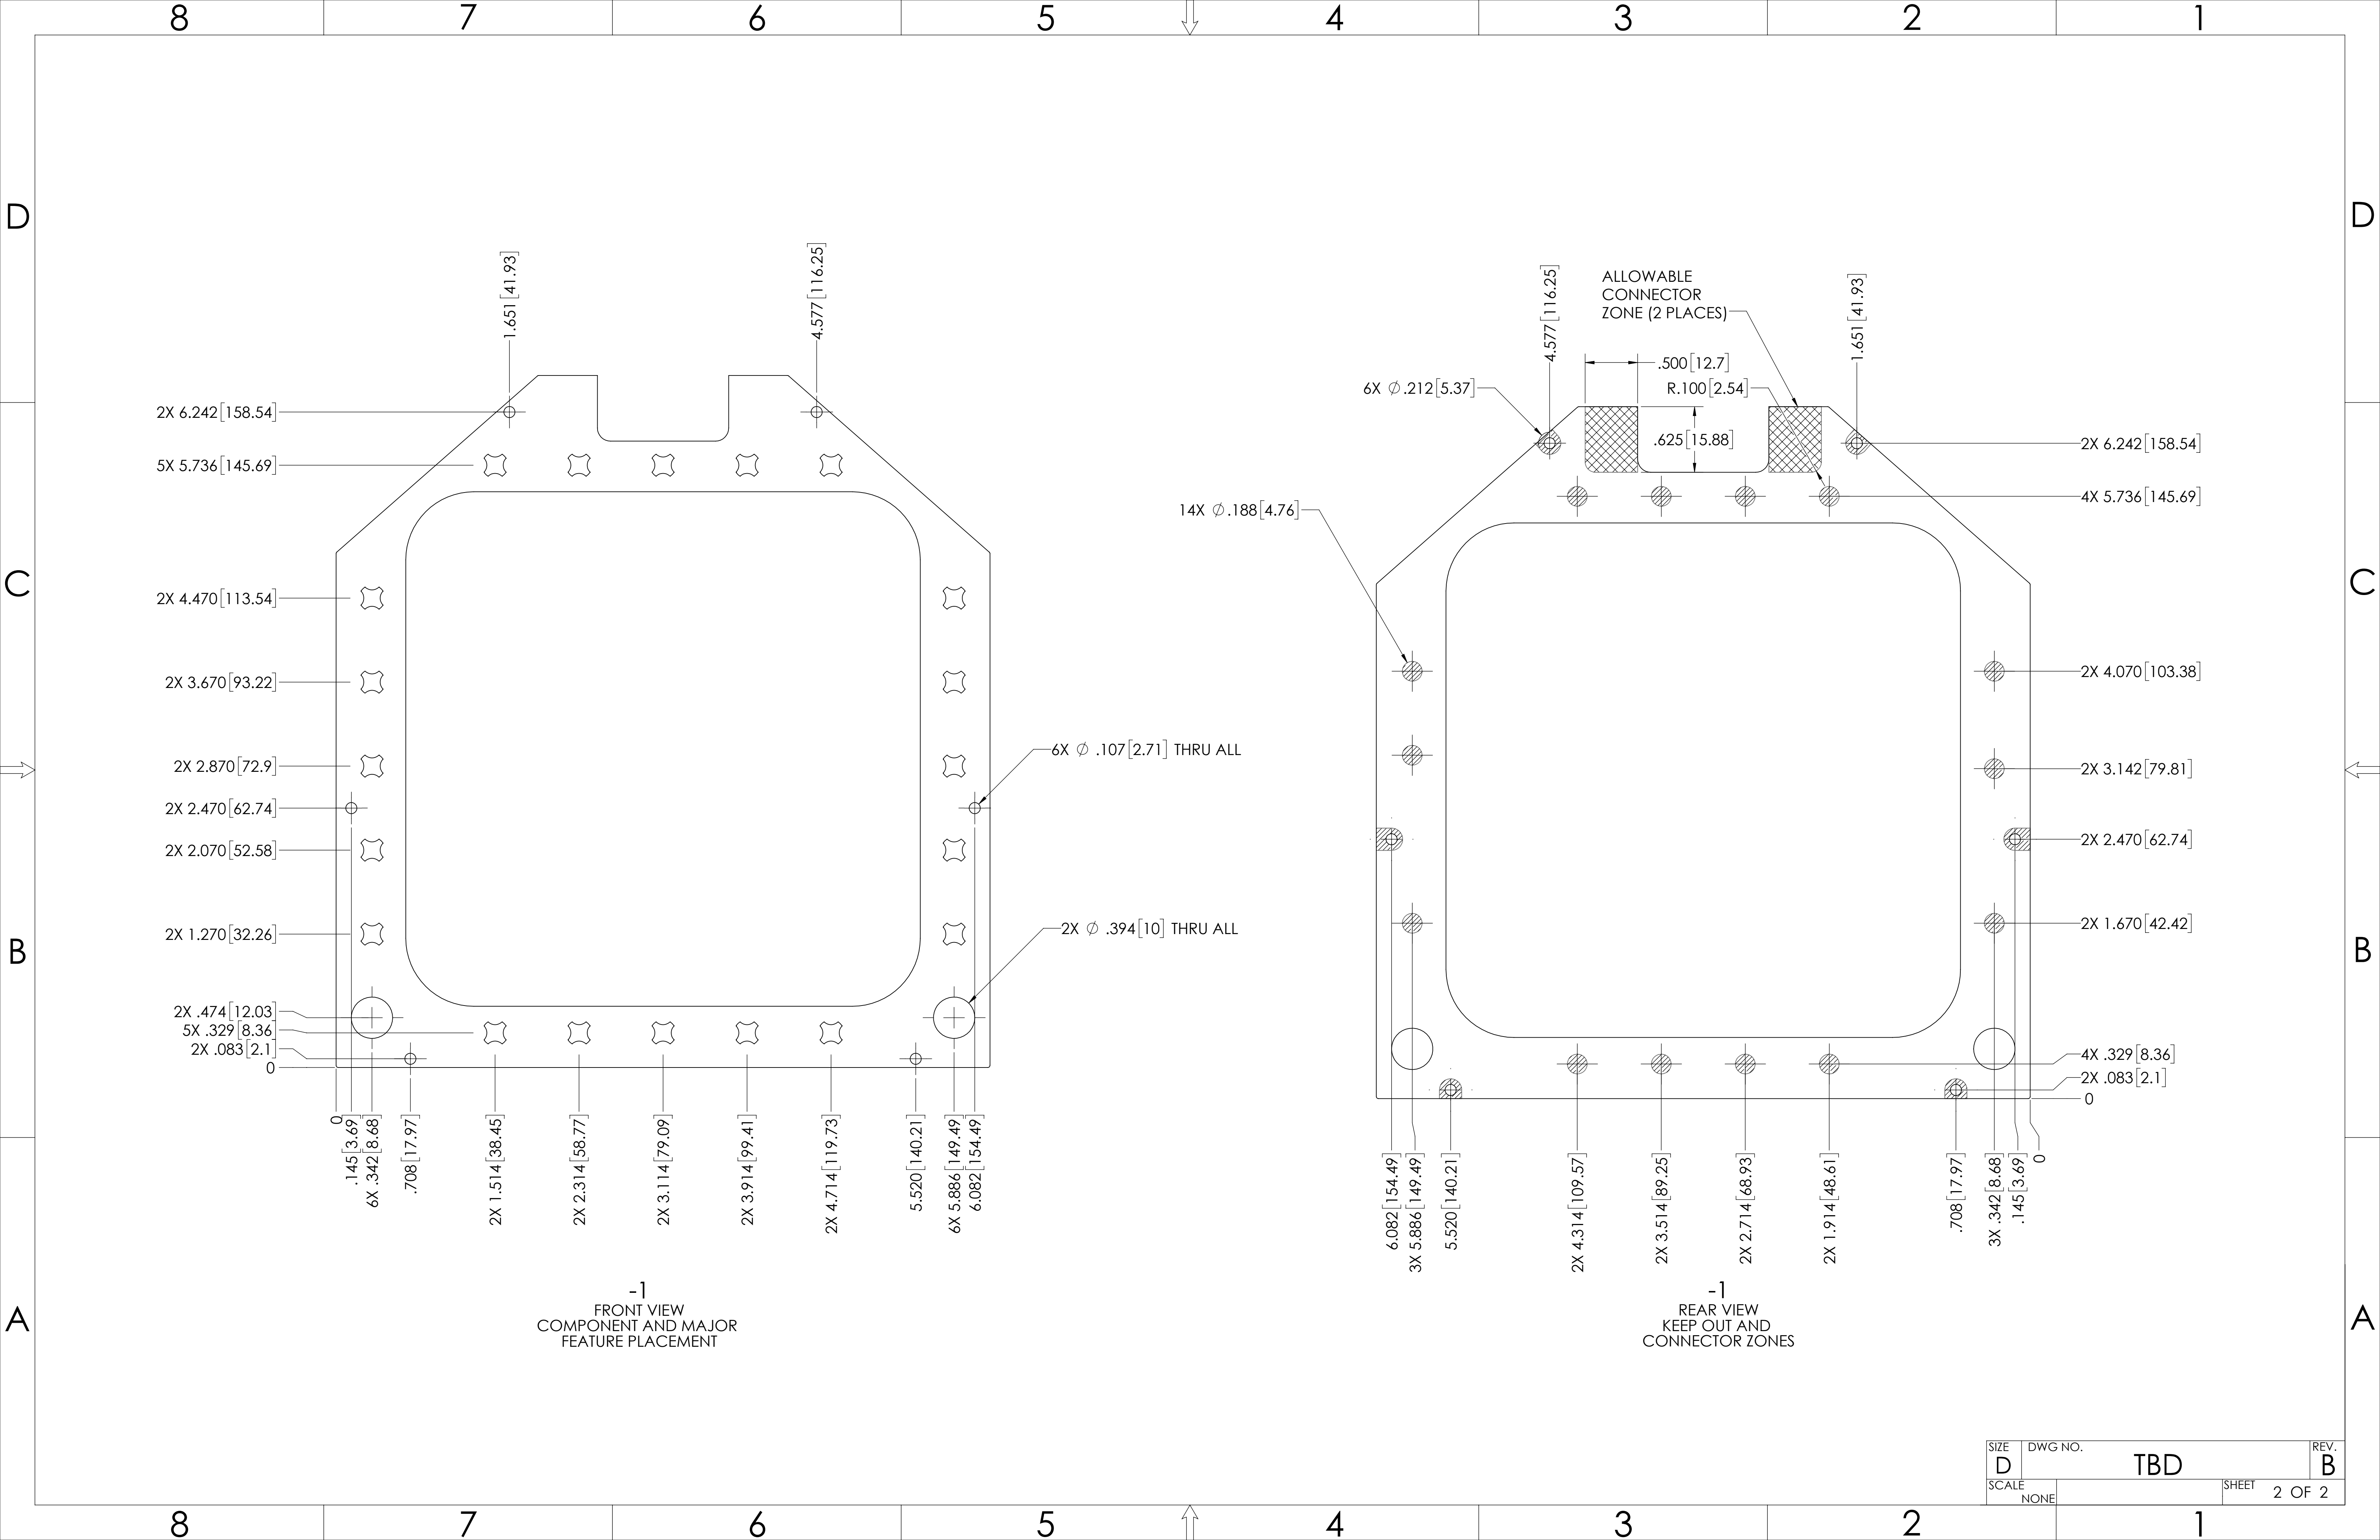 8 7 6 5 4 3 2 1
D
D
C
C
B
B
A
A
1.651[41.93]
4.577[116.25]
2X 6.242[158.54]
5X 5.736[145.69]
2X 4.470[113.54]
2X 3.670[93.22]
2X 2.870[72.9]
2X 2.470[62.74]
2X 2.070[52.58]
2X 1.270[32.26]
2X .474[12.03]
5X .329[8.36]
2X .083[2.1]
0
6X Ø .107[2.71] THRU ALL
2X Ø .394[10] THRU ALL
0
.145[3.69]
6X .342[8.68]
.708[17.97]
2X 1.514[38.45]
2X 2.314[58.77]
2X 3.114[79.09]
2X 3.914[99.41]
2X 4.714[119.73]
5.520[140.21]
6X 5.886[149.49]
6.082[154.49]
-1
FRONT VIEW
COMPONENT AND MAJOR
FEATURE PLACEMENT
4.577[116.25]
ALLOWABLE
CONNECTOR
ZONE (2 PLACES)
1.651[41.93]
.500[12.7]
6X Ø.212[5.37]
R.100[2.54]
.625[15.88]
14X Ø.188[4.76]
2X 6.242[158.54]
4X 5.736[145.69]
2X 4.070[103.38]
2X 3.142[79.81]
2X 2.470[62.74]
2X 1.670[42.42]
4X .329[8.36]
2X .083[2.1]
0
6.082[154.49]
3X 5.886[149.49]
5.520[140.21]
2X 4.314[109.57]
2X 3.514[89.25]
2X 2.714[68.93]
2X 1.914[48.61]
.708[17.97]
3X .342[8.68]
.145[3.69]
0
-1
REAR VIEW
KEEP OUT AND
CONNECTOR ZONES
SIZE DWG NO. REV.
D TBD B
SCALE SHEET 2 OF 2
NONE
8 7 6 5 4 3 2 1